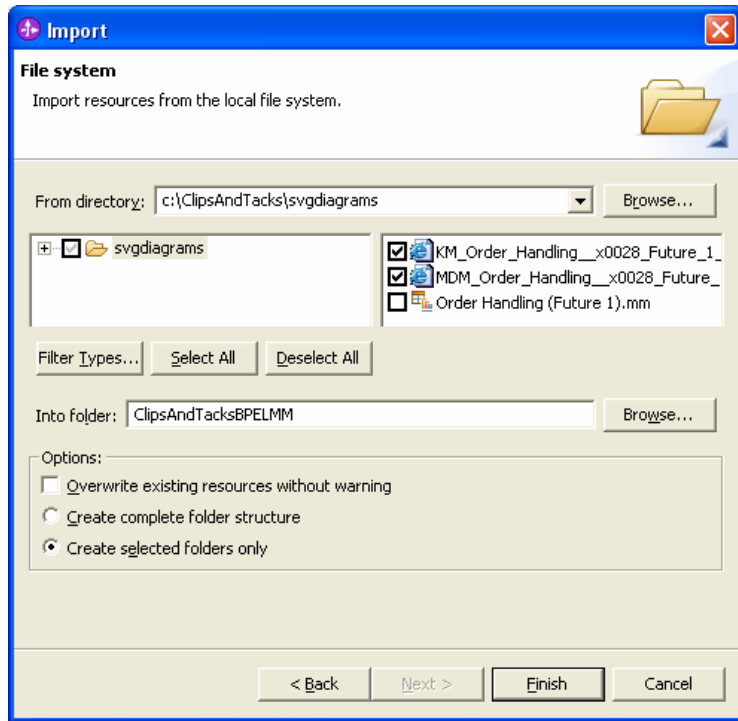 Import
File system
Import resources from the local file system.
From directory: c:\ClipsAndTacks\svgdiagrams Browse...
svgdiagrams
KM_Order_Handling__x0028_Future_1_
MDM_Order_Handling__x0028_Future_
Order Handling (Future 1).mm
Filter Types... Select All Deselect All
Into folder: ClipsAndTacksBPELMM Browse...
Options:
Overwrite existing resources without warning
Create complete folder structure
Create selected folders only
< Back Next > Finish Cancel